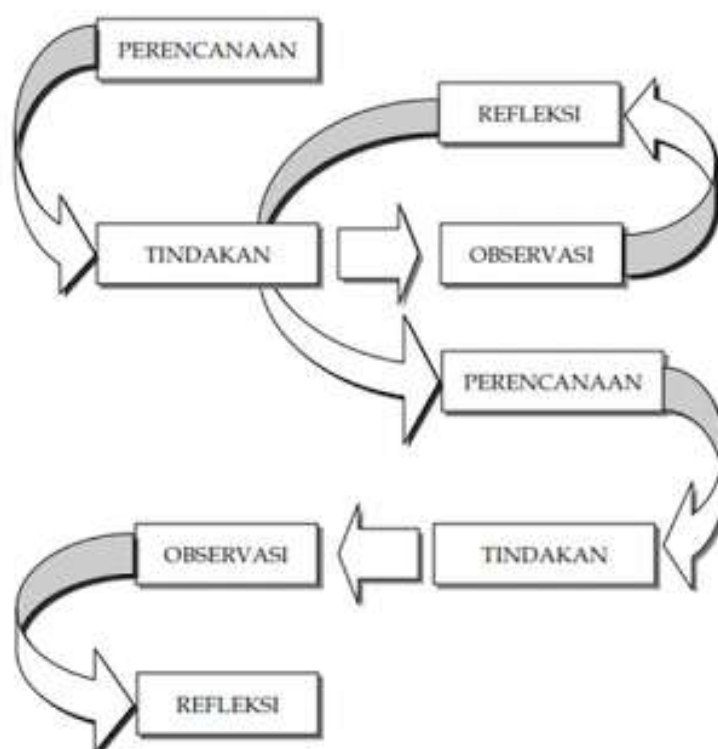 PERENCANAAN
REFLEKSI
TINDAKAN
OBSERVASI
PERENCANAAN
OBSERVASI
TINDAKAN
REFLEKSI